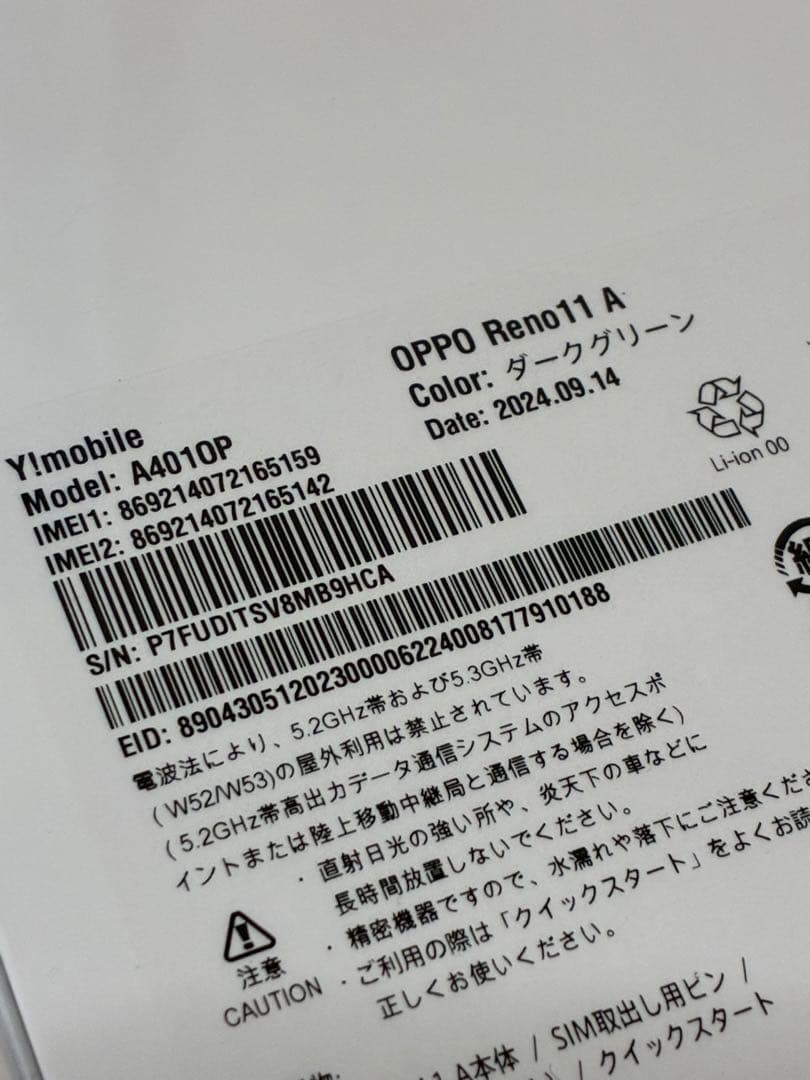 Y!mobile
Model: A401OP
IMEI1: 869214072165159
IMEI2: 869214072165142
OPPO Reno11 A
Color: ダークグリーン
Date: 2024.09.14
Li-ion 00
S/N: P7FUDITSV8MB9HCA
EID: 89043051202300006224008177910188
電波法により、5.2GHz帯および5.3GHz帯
(W52/W53)の屋外利用は禁止されています。
(5.2GHz帯高出力データ通信システムのアクセスポ
イントまたは陸上移動中継局と通信する場合を除く)
注意
CAUTION
・直射日光の強い所や、炎天下の車などに
長時間放置しないでください。
・精密機器ですので、水濡れや落下にご注意くださ
・ご利用の際は「クイックスタート」をよくお読
正しくお使いください。
A本体 / SIM取出し用ピン /
/ クイックスタート